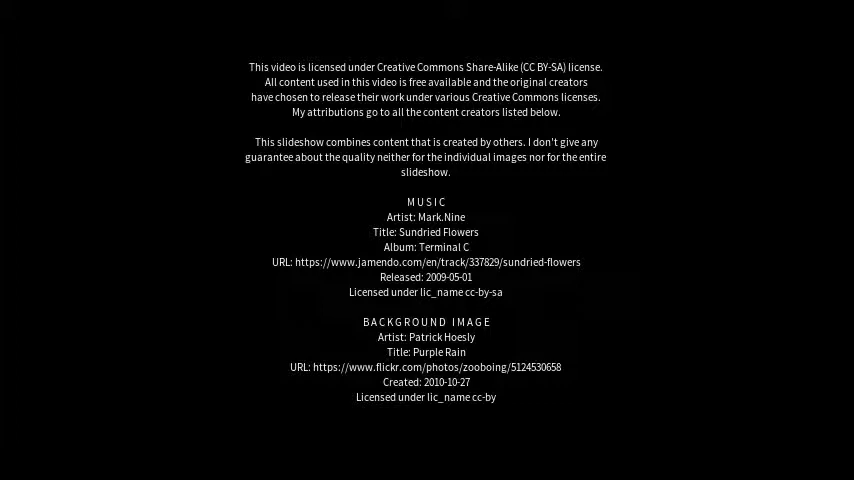 This video is licensed under Creative Commons Share-Alike (CC BY-SA) license.
All content used in this video is free available and the original creators
have chosen to release their work under various Creative Commons licenses.
My attributions go to all the content creators listed below.
This slideshow combines content that is created by others. I don't give any
guarantee about the quality neither for the individual images nor for the entire
slideshow.
MUSIC
Artist: Mark.Nine
Title: Sundried Flowers
Album: Terminal C
URL: https://www.jamendo.com/en/track/337829/sundried-flowers
Released: 2009-05-01
Licensed under lic_name cc-by-sa
BACKGROUND IMAGE
Artist: Patrick Hoesly
Title: Purple Rain
URL: https://www.flickr.com/photos/zooboing/5124530658
Created: 2010-10-27
Licensed under lic_name cc-by